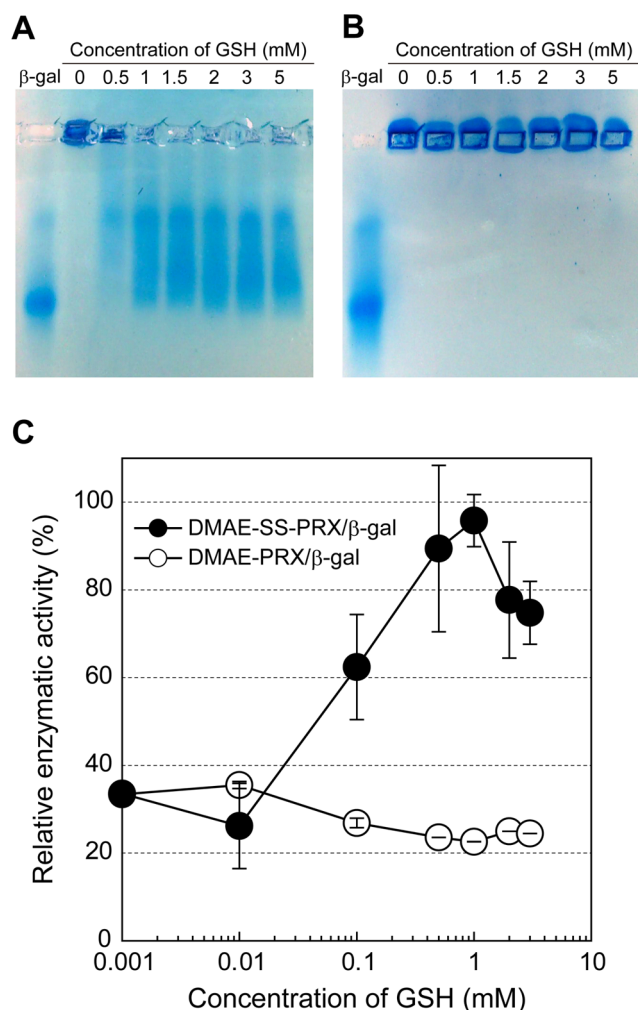 A
Concentration of GSH (mM)
β-gal 0 0.5 1 1.5 2 3 5
B
Concentration of GSH (mM)
β-gal 0 0.5 1 1.5 2 3 5
C
100
80
60
40
20
0
Relative enzymatic activity (%)
DMAE-SS-PRX/β-gal
DMAE-PRX/β-gal
0.001 0.01 0.1 1 10
Concentration of GSH (mM)